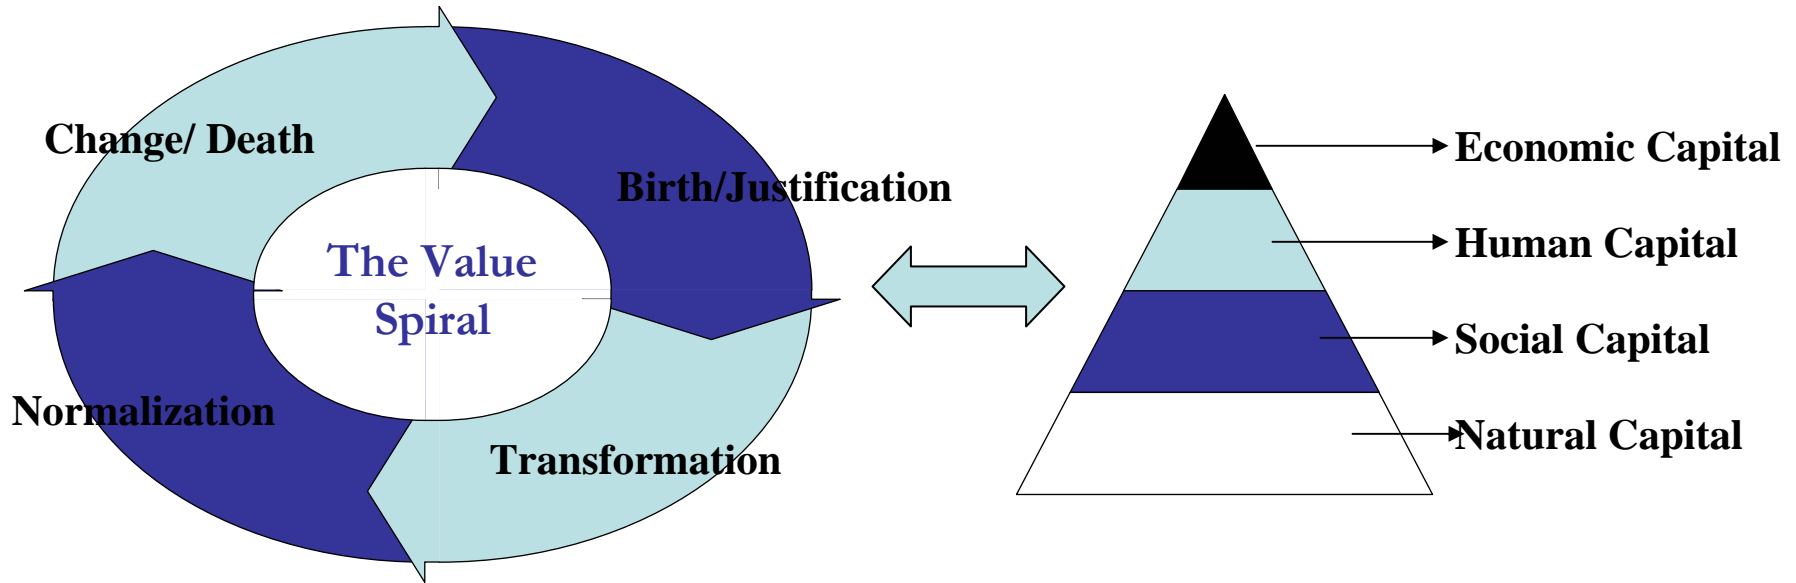 Change/ Death
Birth/Justification
The Value
Spiral
Normalization
Transformation
Economic Capital
Human Capital
Social Capital
Natural Capital